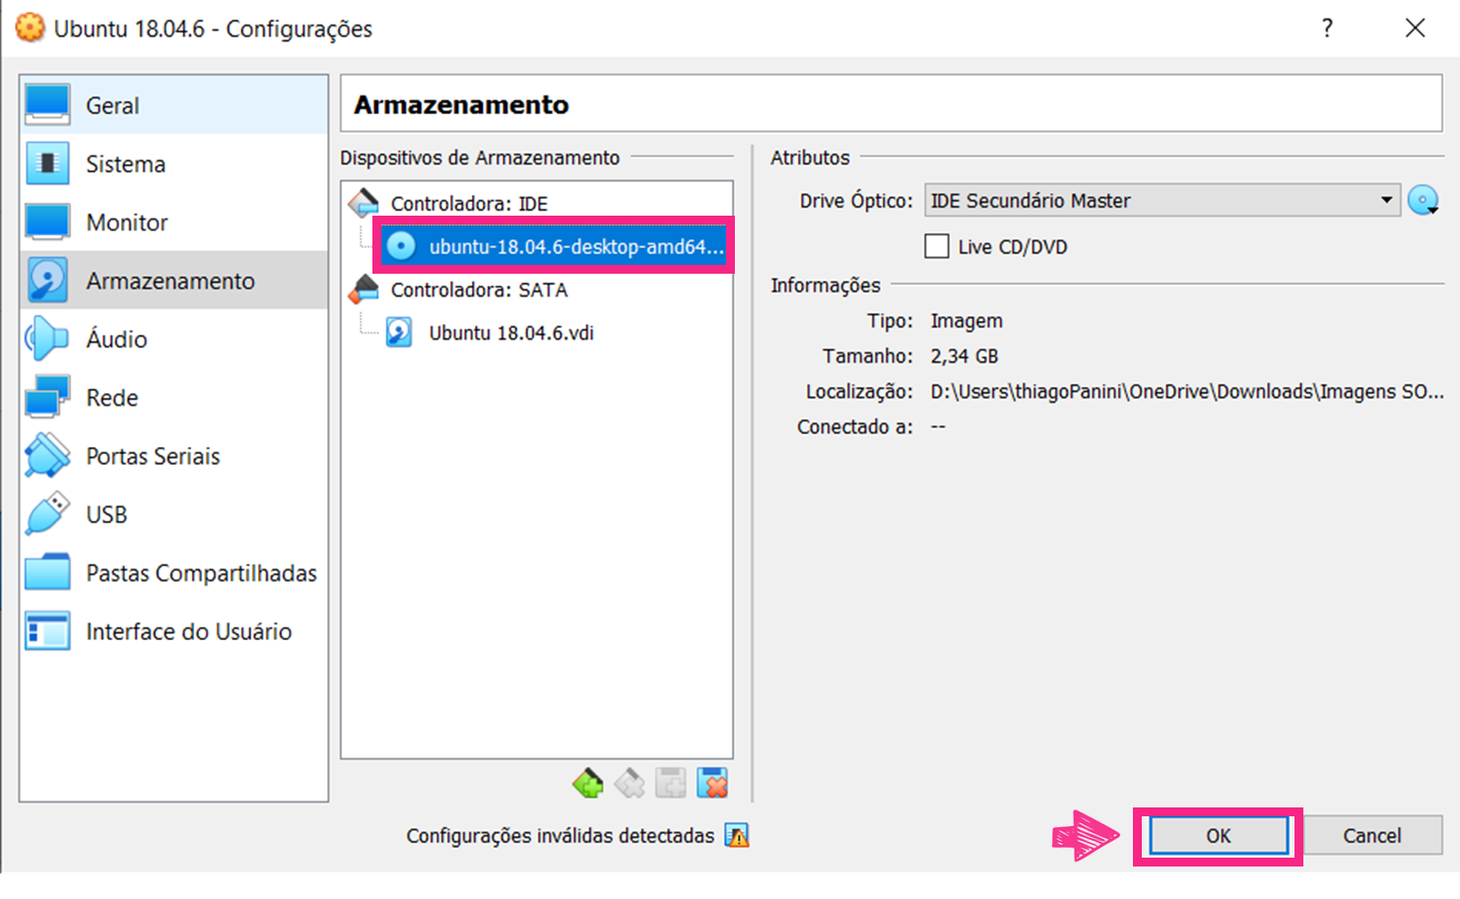 Ubuntu 18.04.6 - Configurações
?
Geral
Sistema
Monitor
Armazenamento
Áudio
Rede
Portas Seriais
USB
Pastas Compartilhadas
Interface do Usuário
Armazenamento
Dispositivos de Armazenamento
Controladora: IDE
ubuntu-18.04.6-desktop-amd64...
Controladora: SATA
Ubuntu 18.04.6.vdi
Atributos
Drive Óptico: IDE Secundário Master
Live CD/DVD
Informações
Tipo: Imagem
Tamanho: 2,34 GB
Localização: D:\Users\thiagoPanini\OneDrive\Downloads\Imagens SO...
Conectado a: --
Configurações inválidas detectadas
OK
Cancel